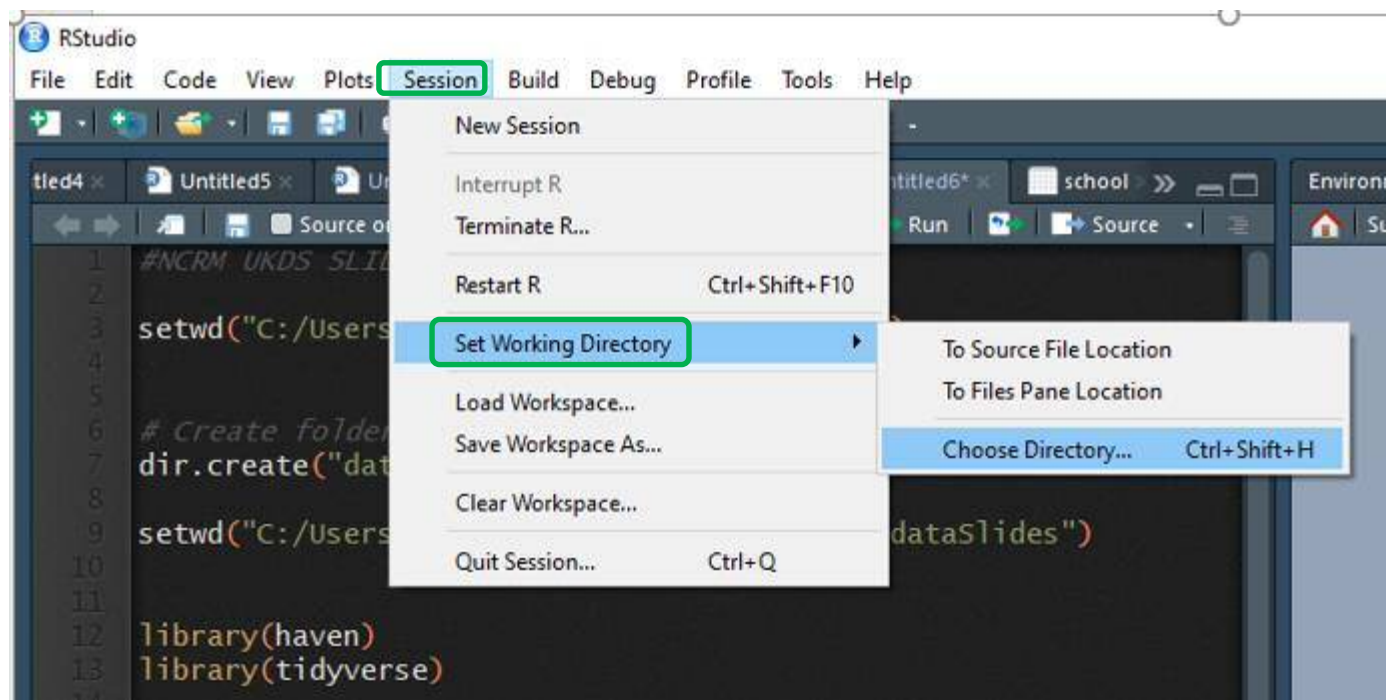 RStudio
File Edit Code View Plots Session Build Debug Profile Tools Help
New Session
Interrupt R
Terminate R...
Restart R Ctrl+Shift+F10
Set Working Directory
Load Workspace...
Save Workspace As...
Clear Workspace...
Quit Session... Ctrl+Q
To Source File Location
To Files Pane Location
Choose Directory... Ctrl+Shift+H
tled4 Untitled5 Un ntitled6* school Environ
Source o Run Source Su
1 #NCRM UKDS SLI
2
3 setwd("C:/Users )
4
5
6 # Create folde
7 dir.create("dat
8
9 setwd("C:/Users dataSlides")
10
11
12 library(haven)
13 library(tidyverse)
14